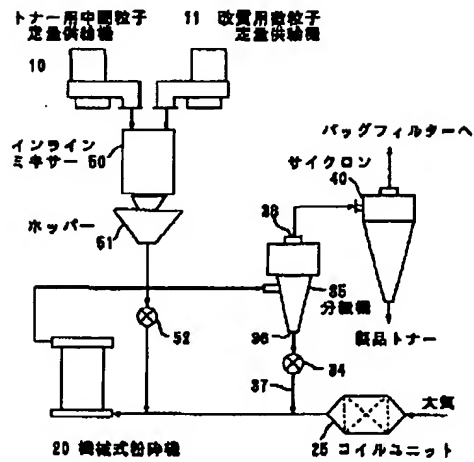 トナー用中間粒子
定量供給機
10
11 改質用微粒子
定量供給機
インライン
ミキサー 50
ホッパー
51
52
バッグフィルターへ
サイクロン
40
38
35
分級機
36
34
37
製品トナー
大気
20 機械式粉砕機
25 コイルユニット